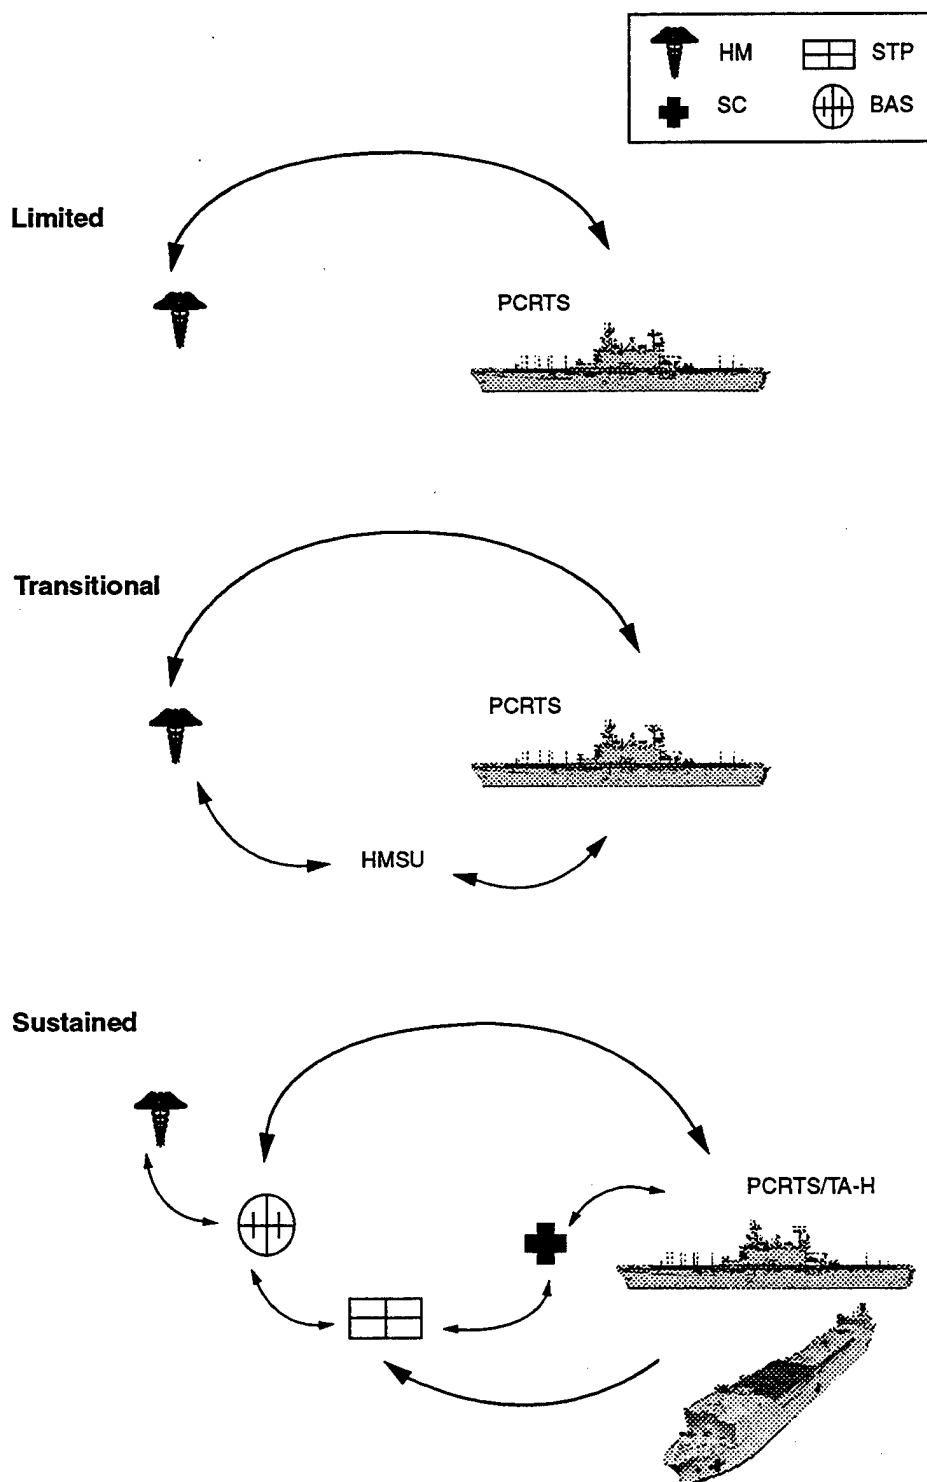 HM STP
SC BAS
Limited
PCRTS
Transitional
PCRTS
HMSU
Sustained
PCRTS/TA-H